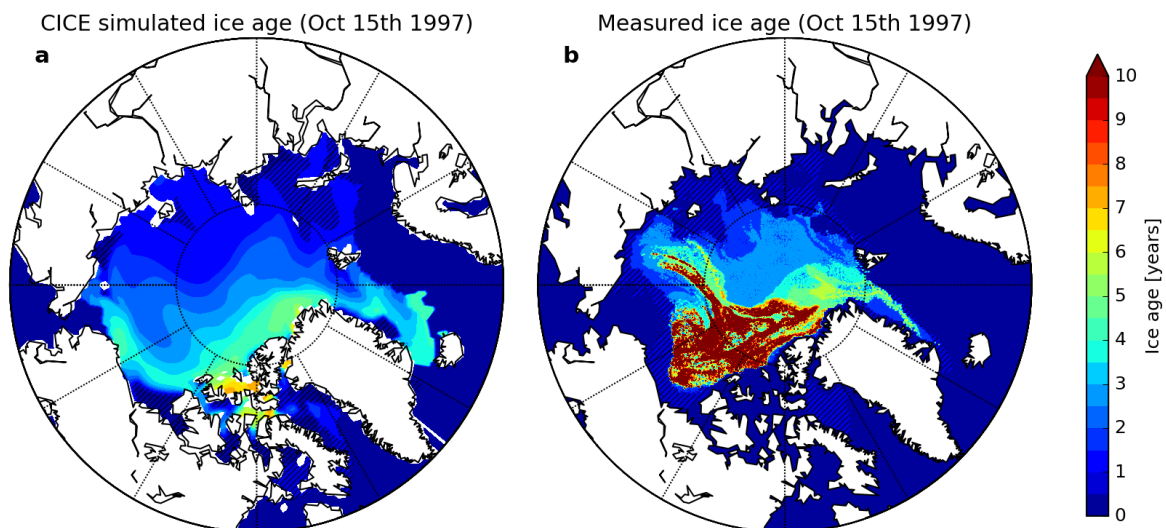 CICE simulated ice age (Oct 15th 1997)
Measured ice age (Oct 15th 1997)
a
b
10
9
8
7
6
5
4
3
2
1
0
Ice age [years]